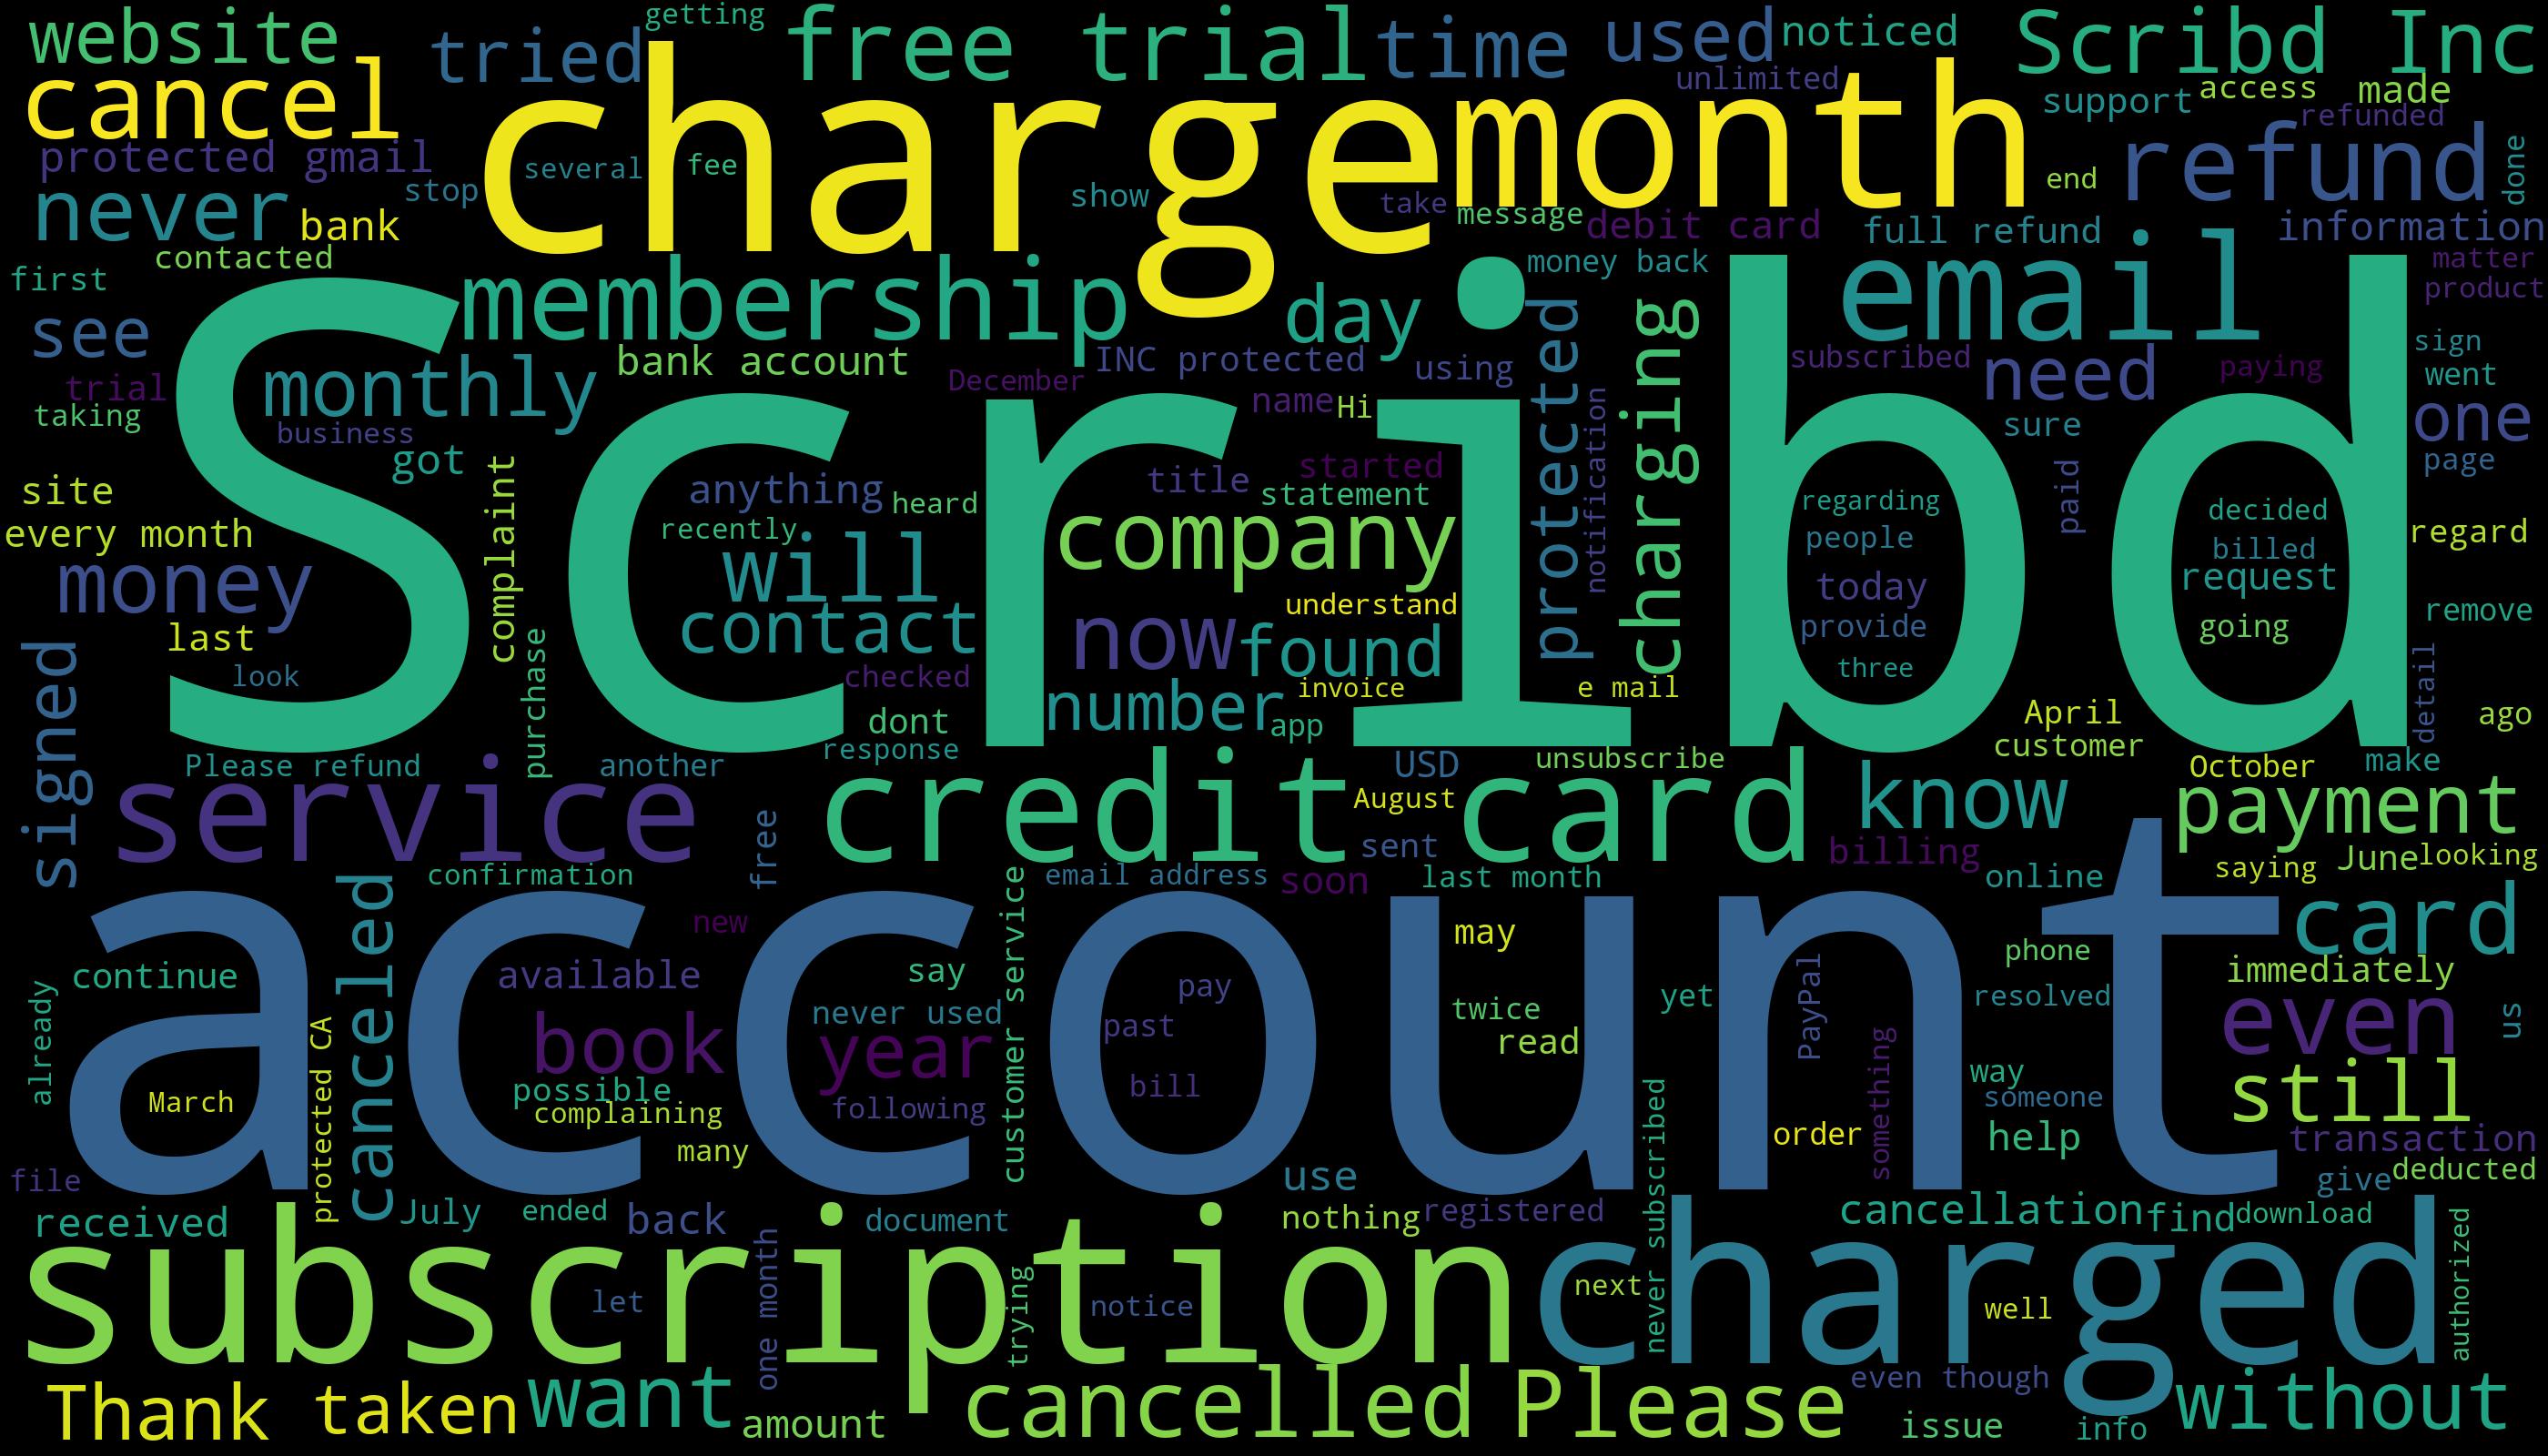 getting
website
tried
free trial
time
used
noticed
Scribd Inc
cancel
charge
month
unlimited
support
access
made
refunded
protected gmail
several
fee
stop
show
take
message
end
refund
done
never
bank
debit card
full refund
information
contacted
first
membership
day
money back
email
matter
product
see
monthly
bank account
INC protected
using
subscribed
need
paying
sign
went
trial
taking
December
name
Hi
protected
charging
notification
one
business
got
sure
page
Scribd
site
complaint
anything
heard
title
started
statement
regarding
paid
decided
every month
recently
company
people
billed
regard
money
will
understand
today
request
remove
last
contact
now
found
provide
going
look
purchase
checked
number
invoice
e mail
three
detail
signed
dont
app
April
ago
Please refund
another
response
USD
unsubscribe
customer
October
make
service
credit card
August
know
payment
sent
billing
saying
June
looking
canceled
confirmation
free
customer service
email address
soon
last month
online
card
account
new
may
continue
available
say
pay
PayPal
phone
immediately
already
never used
past
twice
yet
resolved
even
us
protected CA
book
year
read
something
March
possible
bill
way
still
complaining
following
someone
many
order
help
transaction
file
use
never subscribed
give
deducted
received
July
ended
back
document
nothing
registered
cancellation
find
download
subscription
charged
authorized
one month
let
trying
notice
next
well
Thank
taken
want
amount
cancelled
Please
even though
issue
info
without